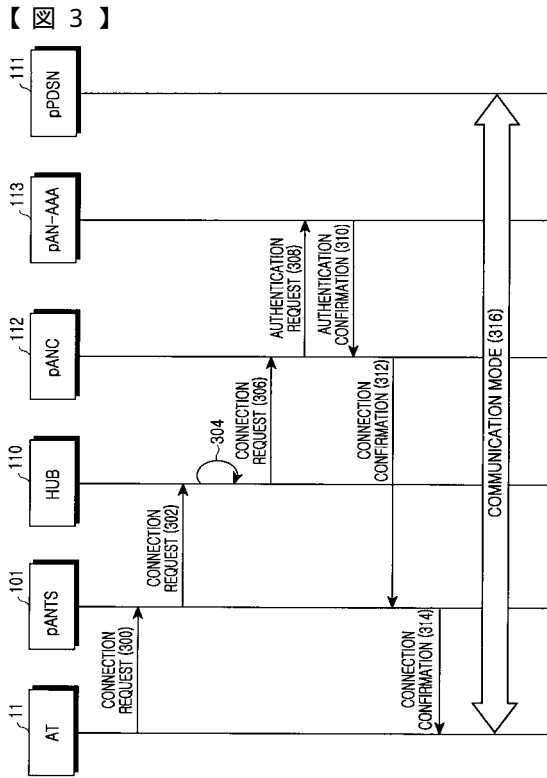 【図3】
11
AT
101
pANTS
110
HUB
112
pANC
113
pAN-AAA
111
pPDSN
CONNECTION
REQUEST (300)
CONNECTION
REQUEST (302)
304
CONNECTION
REQUEST (306)
AUTHENTICATION
REQUEST (308)
AUTHENTICATION
CONFIRMATION (310)
CONNECTION
CONFIRMATION (312)
CONNECTION
CONFIRMATION (314)
COMMUNICATION MODE (316)